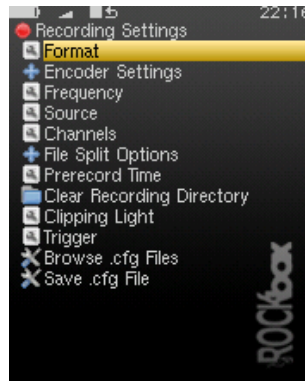 22:16
Recording Settings
Format
Encoder Settings
Frequency
Source
Channels
File Split Options
Prerecord Time
Clear Recording Directory
Clipping Light
Trigger
Browse .cfg Files
Save .cfg File
ROCKbox